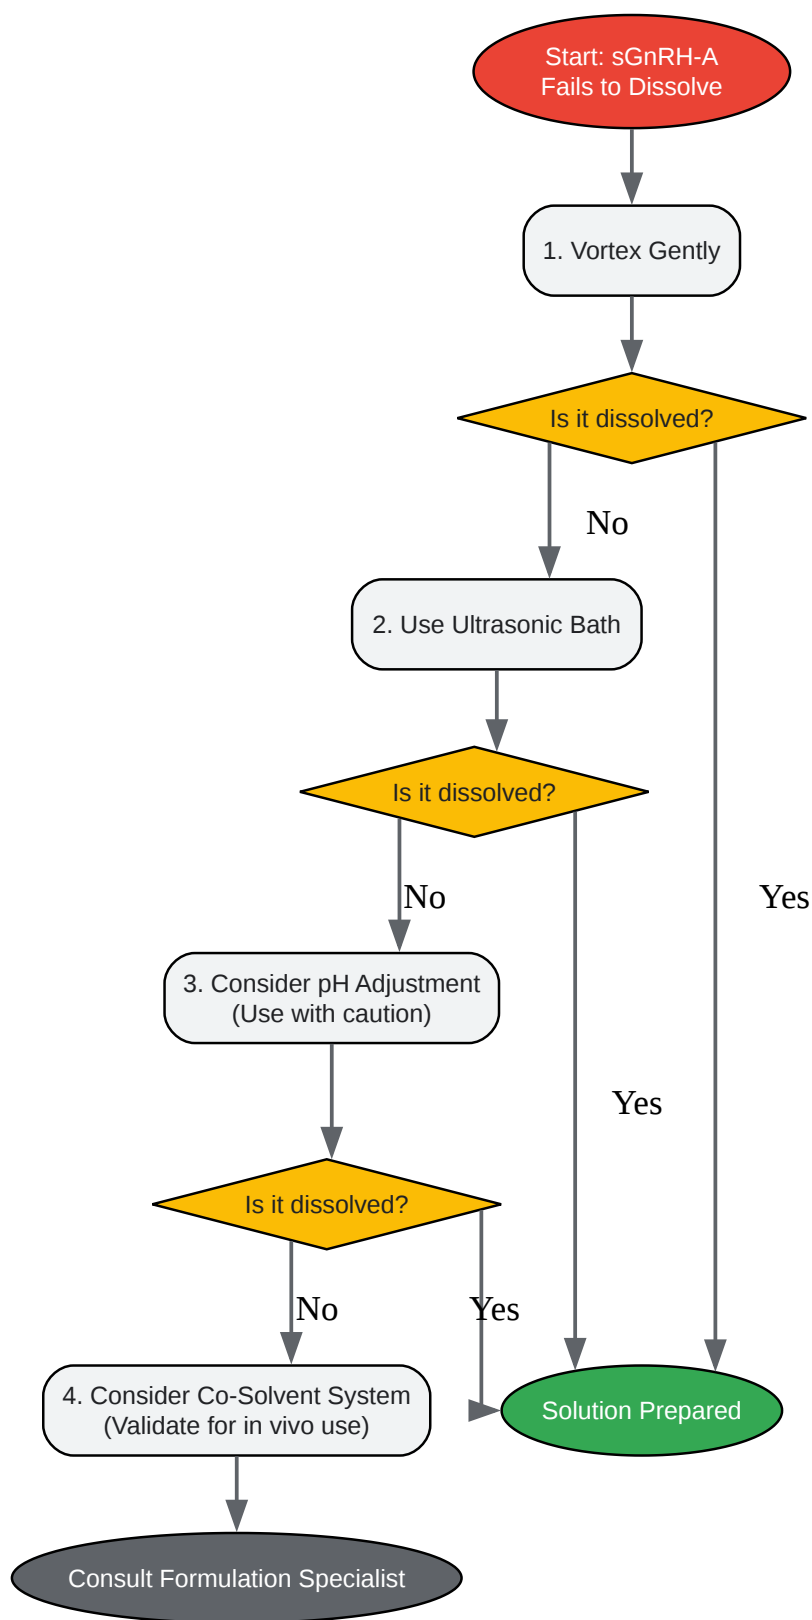 Start: sGnRH-A
Fails to Dissolve
1. Vortex Gently
Is it dissolved?
No
2. Use Ultrasonic Bath
Is it dissolved?
No
Yes
3. Consider pH Adjustment
(Use with caution)
Yes
Is it dissolved?
No
Yes
4. Consider Co-Solvent System
(Validate for in vivo use)
Solution Prepared
Consult Formulation Specialist